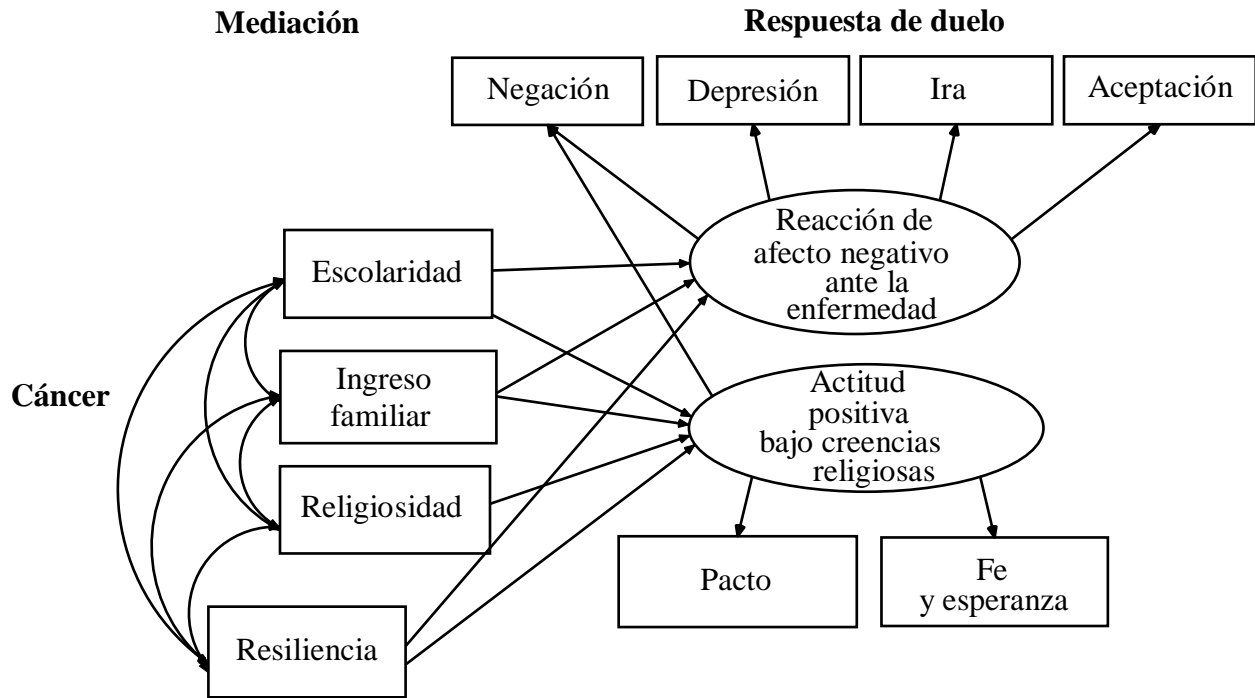 Mediación
Respuesta de duelo
Negación
Depresión
Ira
Aceptación
Reacción de
afecto negativo
ante la
enfermedad
Escolaridad
Ingreso
familiar
Cáncer
Actitud
positiva
bajo creencias
religiosas
Religiosidad
Pacto
Fe
y esperanza
Resiliencia